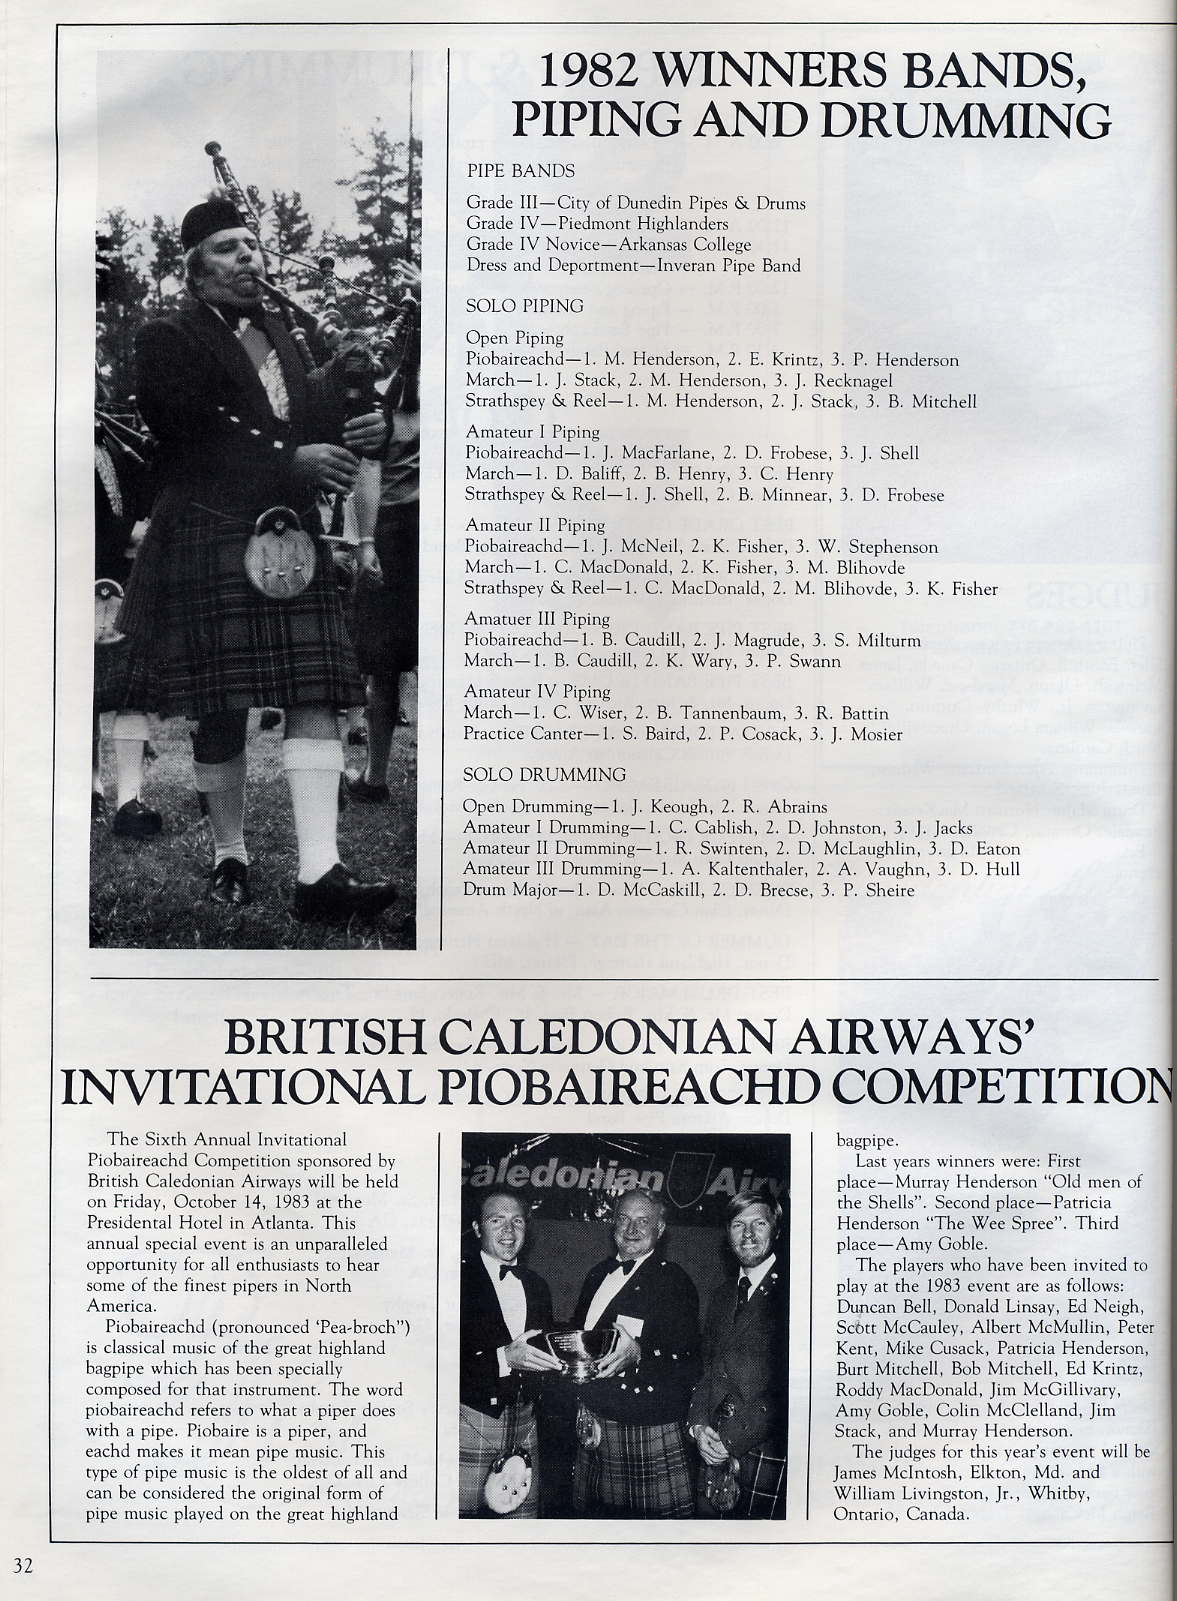 1982 WINNERS BANDS,
PIPING AND DRUMMING
PIPE BANDS
Grade III—City of Dunedin Pipes & Drums
Grade IV—Piedmont Highlanders
Grade IV Novice—Arkansas College
Dress and Deportment—Inveran Pipe Band
SOLO PIPING
Open Piping
Piobaireachd—1. M. Henderson, 2. E. Krintz, 3. P. Henderson
March—1. J. Stack, 2. M. Henderson, 3. J. Recknagel
Strathspey & Reel—1. M. Henderson, 2. J. Stack, 3. B. Mitchell
Amateur I Piping
Piobaireachd—1. J. MacFarlane, 2. D. Frobese, 3. J. Shell
March—1. D. Baliff, 2. B. Henry, 3. C. Henry
Strathspey & Reel—1. J. Shell, 2. B. Minnear, 3. D. Frobese
Amateur II Piping
Piobaireachd—1. J. McNeil, 2. K. Fisher, 3. W. Stephenson
March—1. C. MacDonald, 2. K. Fisher, 3. M. Blihovde
Strathspey & Reel—1. C. MacDonald, 2. M. Blihovde, 3. K. Fisher
Amatuer III Piping
Piobaireachd—1. B. Caudill, 2. J. Magrude, 3. S. Milturm
March—1. B. Caudill, 2. K. Wary, 3. P. Swann
Amateur IV Piping
March—1. C. Wiser, 2. B. Tannenbaum, 3. R. Battin
Practice Canter—1. S. Baird, 2. P. Cosack, 3. J. Mosier
SOLO DRUMMING
Open Drumming—1. J. Keough, 2. R. Abrains
Amateur I Drumming—1. C. Cablish, 2. D. Johnston, 3. J. Jacks
Amateur II Drumming—1. R. Swinten, 2. D. McLaughlin, 3. D. Eaton
Amateur III Drumming—1. A. Kaltenthaler, 2. A. Vaughn, 3. D. Hull
Drum Major—1. D. McCaskill, 2. D. Brecse, 3. P. Sheire
BRITISH CALEDONIAN AIRWAYS'
INVITATIONAL PIOBAIREACHD COMPETITION
The Sixth Annual Invitational
Piobaireachd Competition sponsored by
British Caledonian Airways will be held
on Friday, October 14, 1983 at the
Presidental Hotel in Atlanta. This
annual special event is an unparalleled
opportunity for all enthusiasts to hear
some of the finest pipers in North
America.
Piobaireachd (pronounced 'Pea-broch")
is classical music of the great highland
bagpipe which has been specially
composed for that instrument. The word
piobaireachd refers to what a piper does
with a pipe. Piobaire is a piper, and
eachd makes it mean pipe music. This
type of pipe music is the oldest of all and
can be considered the original form of
pipe music played on the great highland
Caledonian Airw
bagpipe.
Last years winners were: First
place—Murray Henderson "Old men of
the Shells". Second place—Patricia
Henderson "The Wee Spree". Third
place—Amy Goble.
The players who have been invited to
play at the 1983 event are as follows:
Duncan Bell, Donald Linsay, Ed Neigh,
Scott McCauley, Albert McMullin, Peter
Kent, Mike Cusack, Patricia Henderson,
Burt Mitchell, Bob Mitchell, Ed Krintz,
Roddy MacDonald, Jim McGillivary,
Amy Goble, Colin McClelland, Jim
Stack, and Murray Henderson.
The judges for this year's event will be
James McIntosh, Elkton, Md. and
William Livingston, Jr., Whitby,
Ontario, Canada.
32